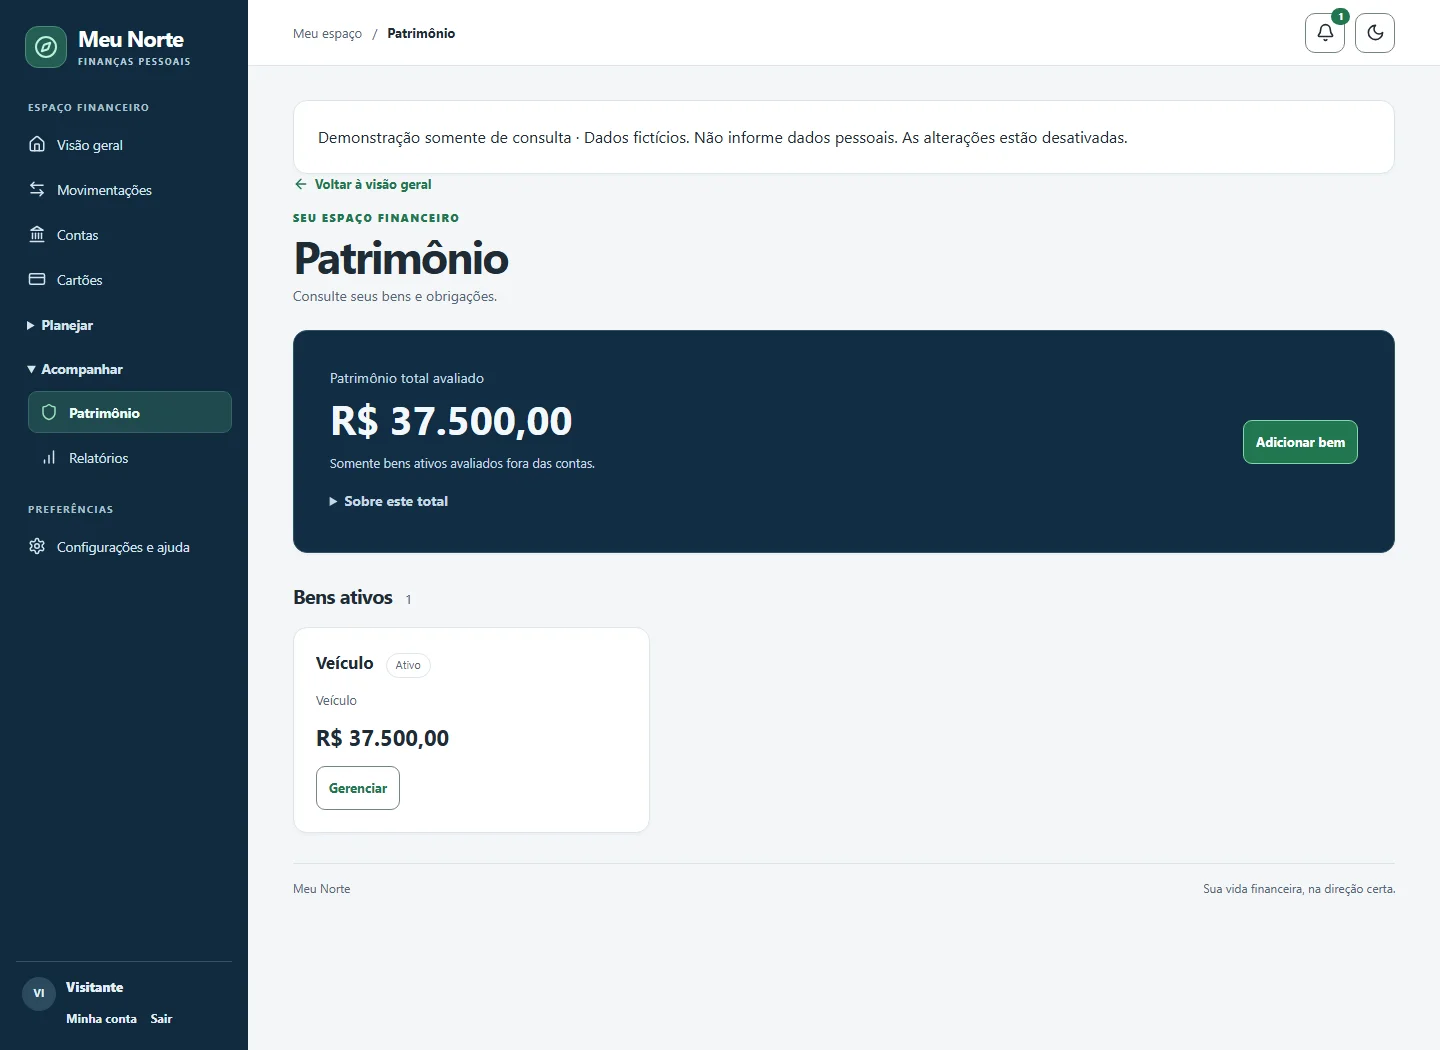 Meu Norte
FINANÇAS PESSOAIS
ESPAÇO FINANCEIRO
Visão geral
Movimentações
Contas
Cartões
Planejar
Acompanhar
Patrimônio
Relatórios
PREFERÊNCIAS
Configurações e ajuda
VI
Visitante
Minha conta Sair
Meu espaço / Patrimônio
1
Demonstração somente de consulta · Dados fictícios. Não informe dados pessoais. As alterações estão desativadas.
← Voltar à visão geral
SEU ESPAÇO FINANCEIRO
Patrimônio
Consulte seus bens e obrigações.
Patrimônio total avaliado
R$ 37.500,00
Somente bens ativos avaliados fora das contas.
Sobre este total
Adicionar bem
Bens ativos 1
Veículo Ativo
Veículo
R$ 37.500,00
Gerenciar
Meu Norte
Sua vida financeira, na direção certa.